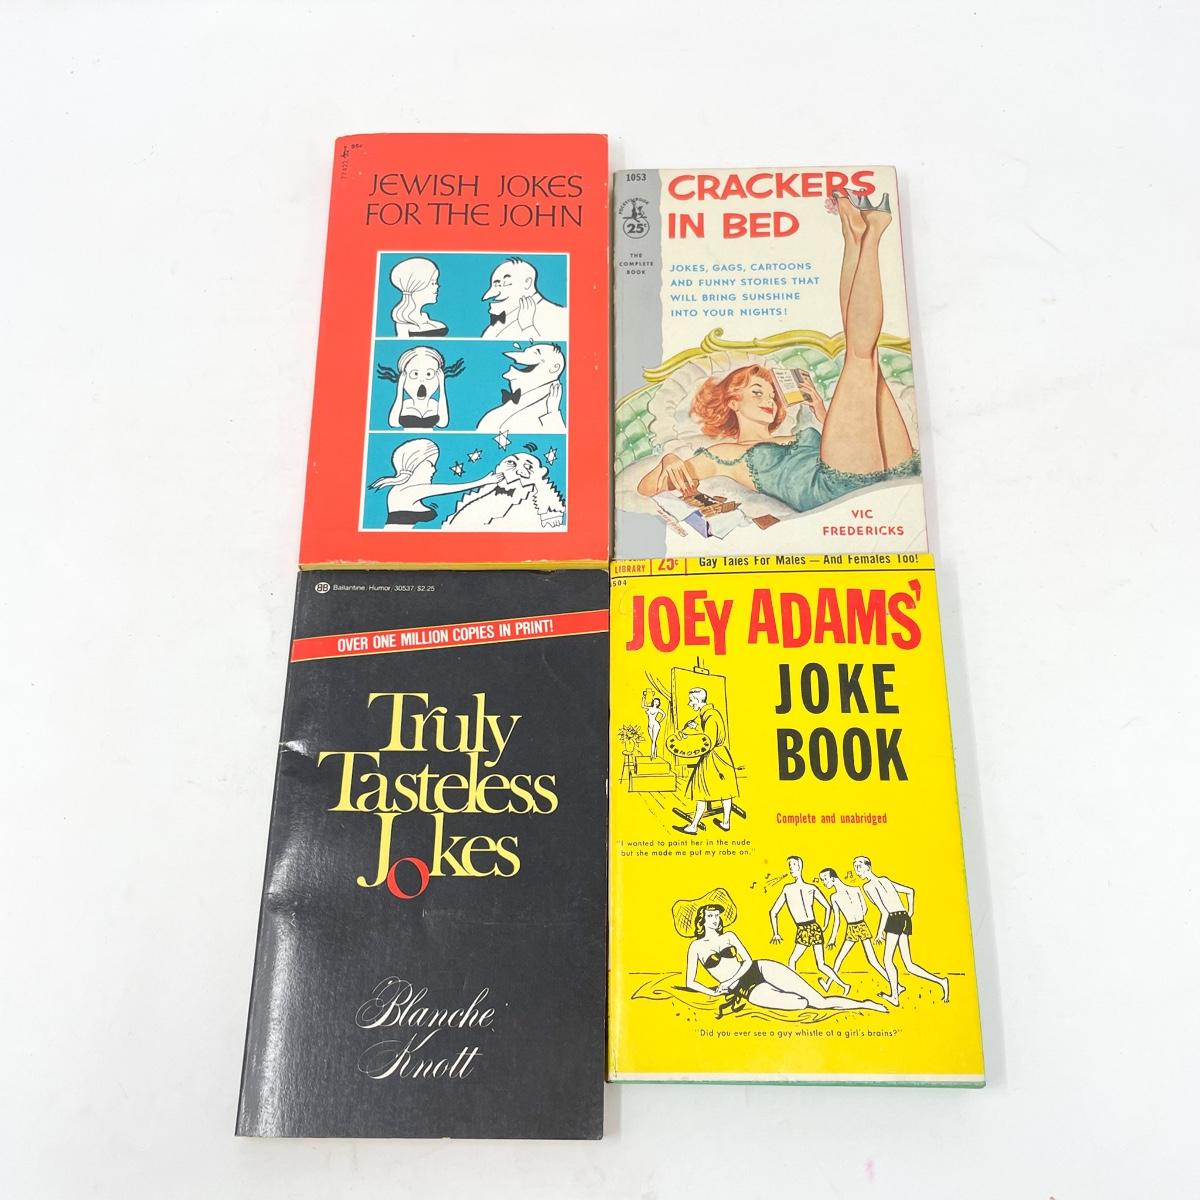 95¢
77422
JEWISH JOKES
FOR THE JOHN
1053
POCKET BOOK
25¢
THE
COMPLETE
BOOK
CRACKERS
IN BED
JOKES, GAGS, CARTOONS
AND FUNNY STORIES THAT
WILL BRING SUNSHINE
INTO YOUR NIGHTS!
VIC
FREDERICKS
BB Ballantine/Humor/30537/$2.25
OVER ONE MILLION COPIES IN PRINT!
Truly
Tasteless
Jokes
Blanche
Knott
LIBRARY 25¢ Gay Tales For Males — And Females Too!
504
JOEY ADAMS'
JOKE
BOOK
Complete and unabridged
"I wanted to paint her in the nude
but she made me put my robe on."
"Did you ever see a guy whistle at a girl's brains?"